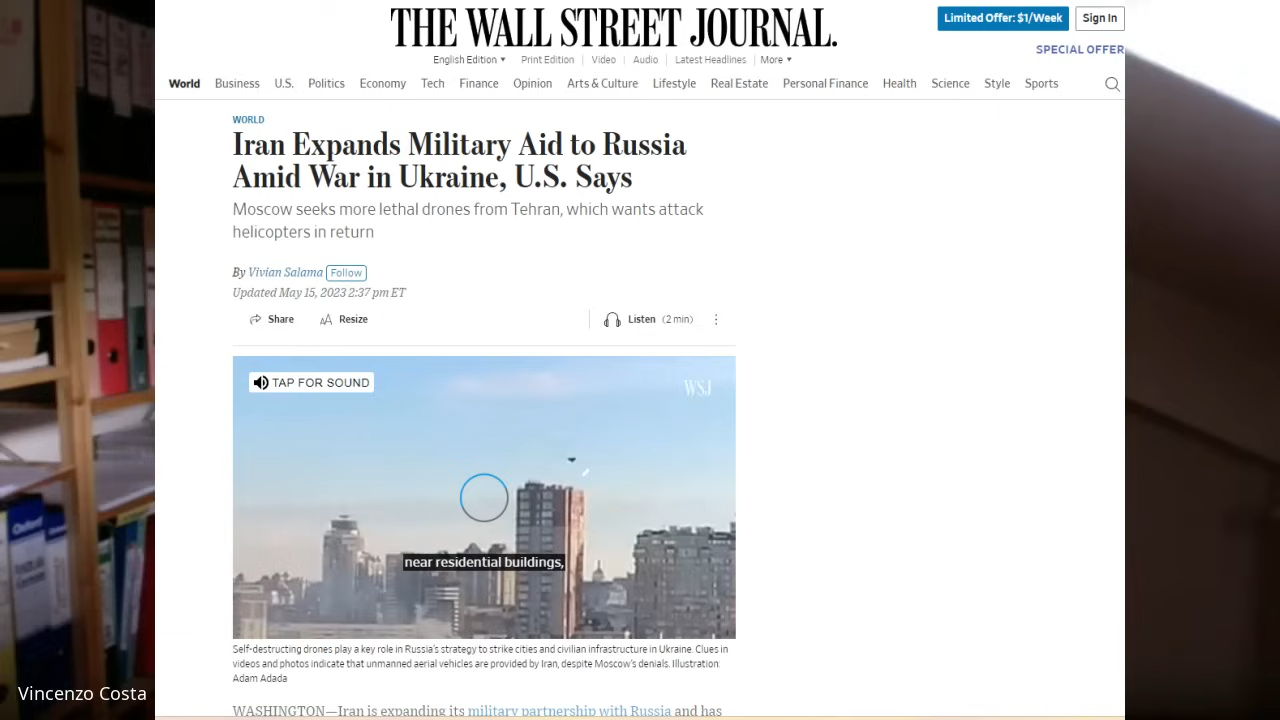 THE WALL STREET JOURNAL.
Limited Offer: $1/Week
Sign In
English Edition
Print Edition
Video
Audio
Latest Headlines
More
SPECIAL OFFER
World
Business
U.S.
Politics
Economy
Tech
Finance
Opinion
Arts & Culture
Lifestyle
Real Estate
Personal Finance
Health
Science
Style
Sports
WORLD
Iran Expands Military Aid to Russia
Amid War in Ukraine, U.S. Says
Moscow seeks more lethal drones from Tehran, which wants attack
helicopters in return
By Vivian Salama Follow
Updated May 15, 2023 2:37 pm ET
Share
Resize
Listen (2 min)
TAP FOR SOUND
WSJ
near residential buildings,
Self-destructing drones play a key role in Russia's strategy to strike cities and civilian infrastructure in Ukraine. Clues in
videos and photos indicate that unmanned aerial vehicles are provided by Iran, despite Moscow's denials. Illustration:
Adam Adada
WASHINGTON—Iran is expanding its military partnership with Russia and has
Oxford
Vincenzo Costa